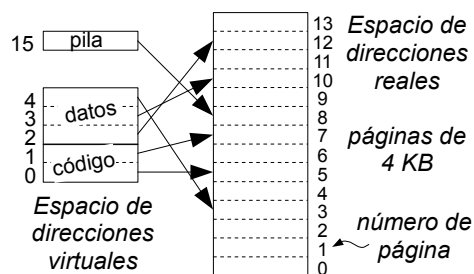 15
pila
4
3
2
1
0
datos
código
Espacio de
direcciones
virtuales
13
12
11
10
9
8
7
6
5
4
3
2
1
0
Espacio de
direcciones
reales
páginas de
4 KB
número de
página